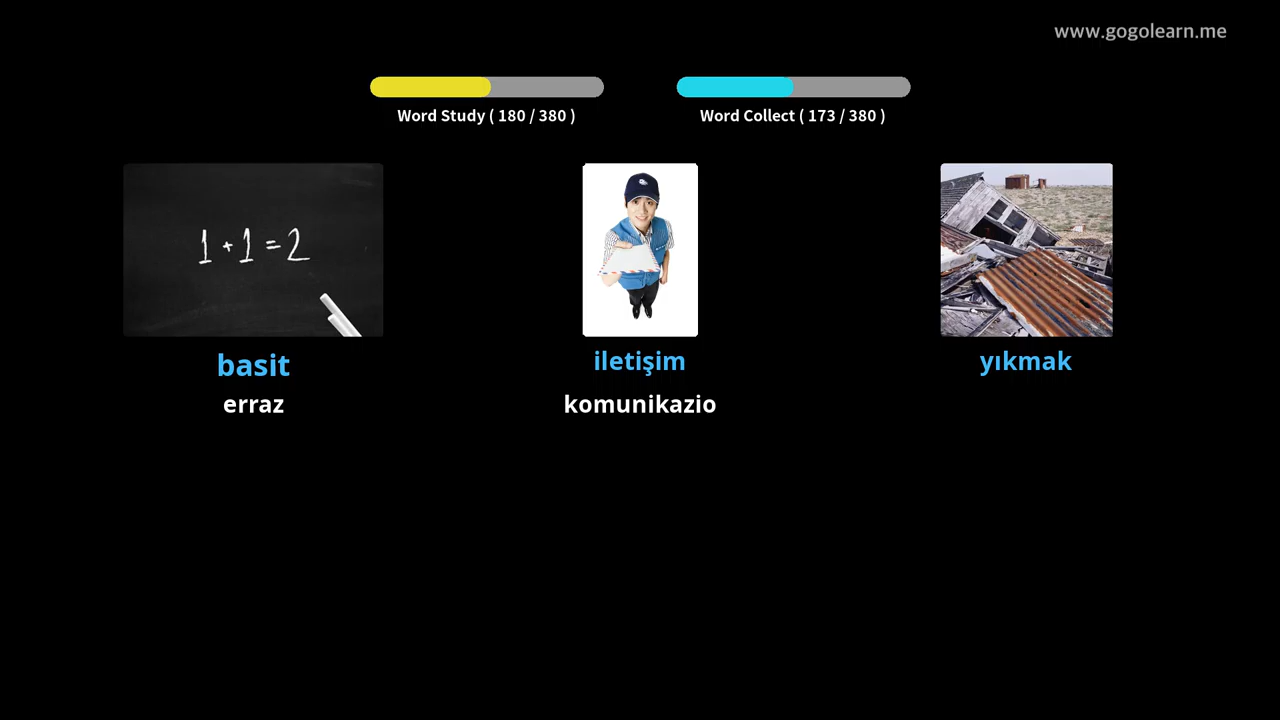 www.gogolearn.me
Word Study ( 180 / 380 )
Word Collect ( 173 / 380 )
1 + 1 = 2
basit
iletişim
yıkmak
erraz
komunikazio